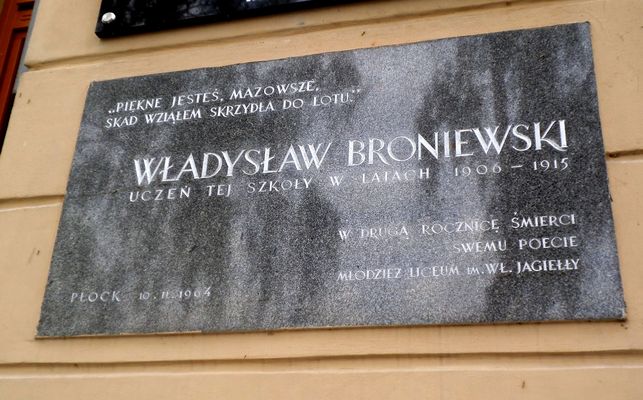 „PIĘKNE JESTEŚ, MAZOWSZE,
SKĄD WZIĄŁEM SKRZYDŁA DO LOTU."
WŁADYSŁAW BRONIEWSKI
UCZEŃ TEJ SZKOŁY W LATACH 1906 – 1915
W DRUGĄ ROCZNICĘ ŚMIERCI
SWEMU POECIE
MŁODZIEŻ LICEUM IM. WŁ. JAGIEŁŁY
PŁOCK 10.II.1964